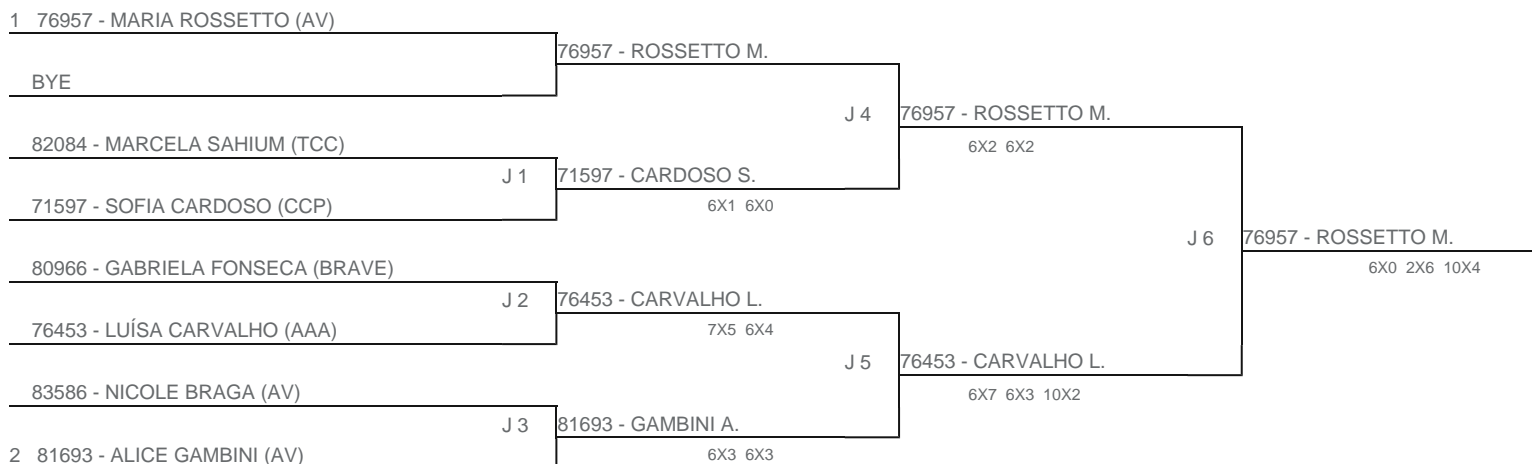 1 76957 - MARIA ROSSETTO (AV)
76957 - ROSSETTO M.
BYE
J 4
76957 - ROSSETTO M.
6X2 6X2
82084 - MARCELA SAHIUM (TCC)
J 1
71597 - CARDOSO S.
6X1 6X0
71597 - SOFIA CARDOSO (CCP)
J 6
76957 - ROSSETTO M.
6X0 2X6 10X4
80966 - GABRIELA FONSECA (BRAVE)
J 2
76453 - CARVALHO L.
7X5 6X4
76453 - LUÍSA CARVALHO (AAA)
J 5
76453 - CARVALHO L.
6X7 6X3 10X2
83586 - NICOLE BRAGA (AV)
J 3
81693 - GAMBINI A.
6X3 6X3
2 81693 - ALICE GAMBINI (AV)